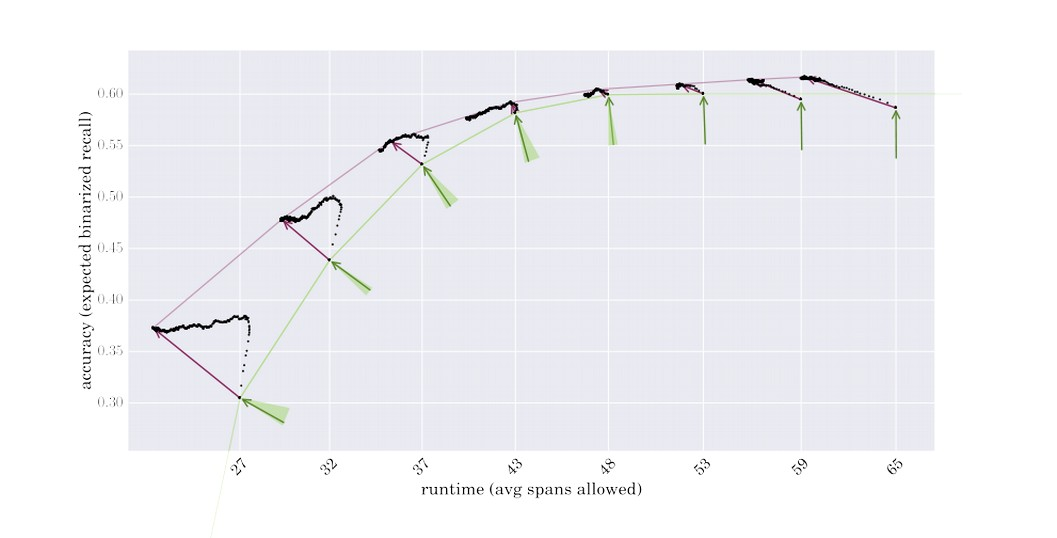 accuracy (expected binarized recall)
0.60
0.55
0.50
0.45
0.40
0.35
0.30
27 32 37 43 48 53 59 65
runtime (avg spans allowed)